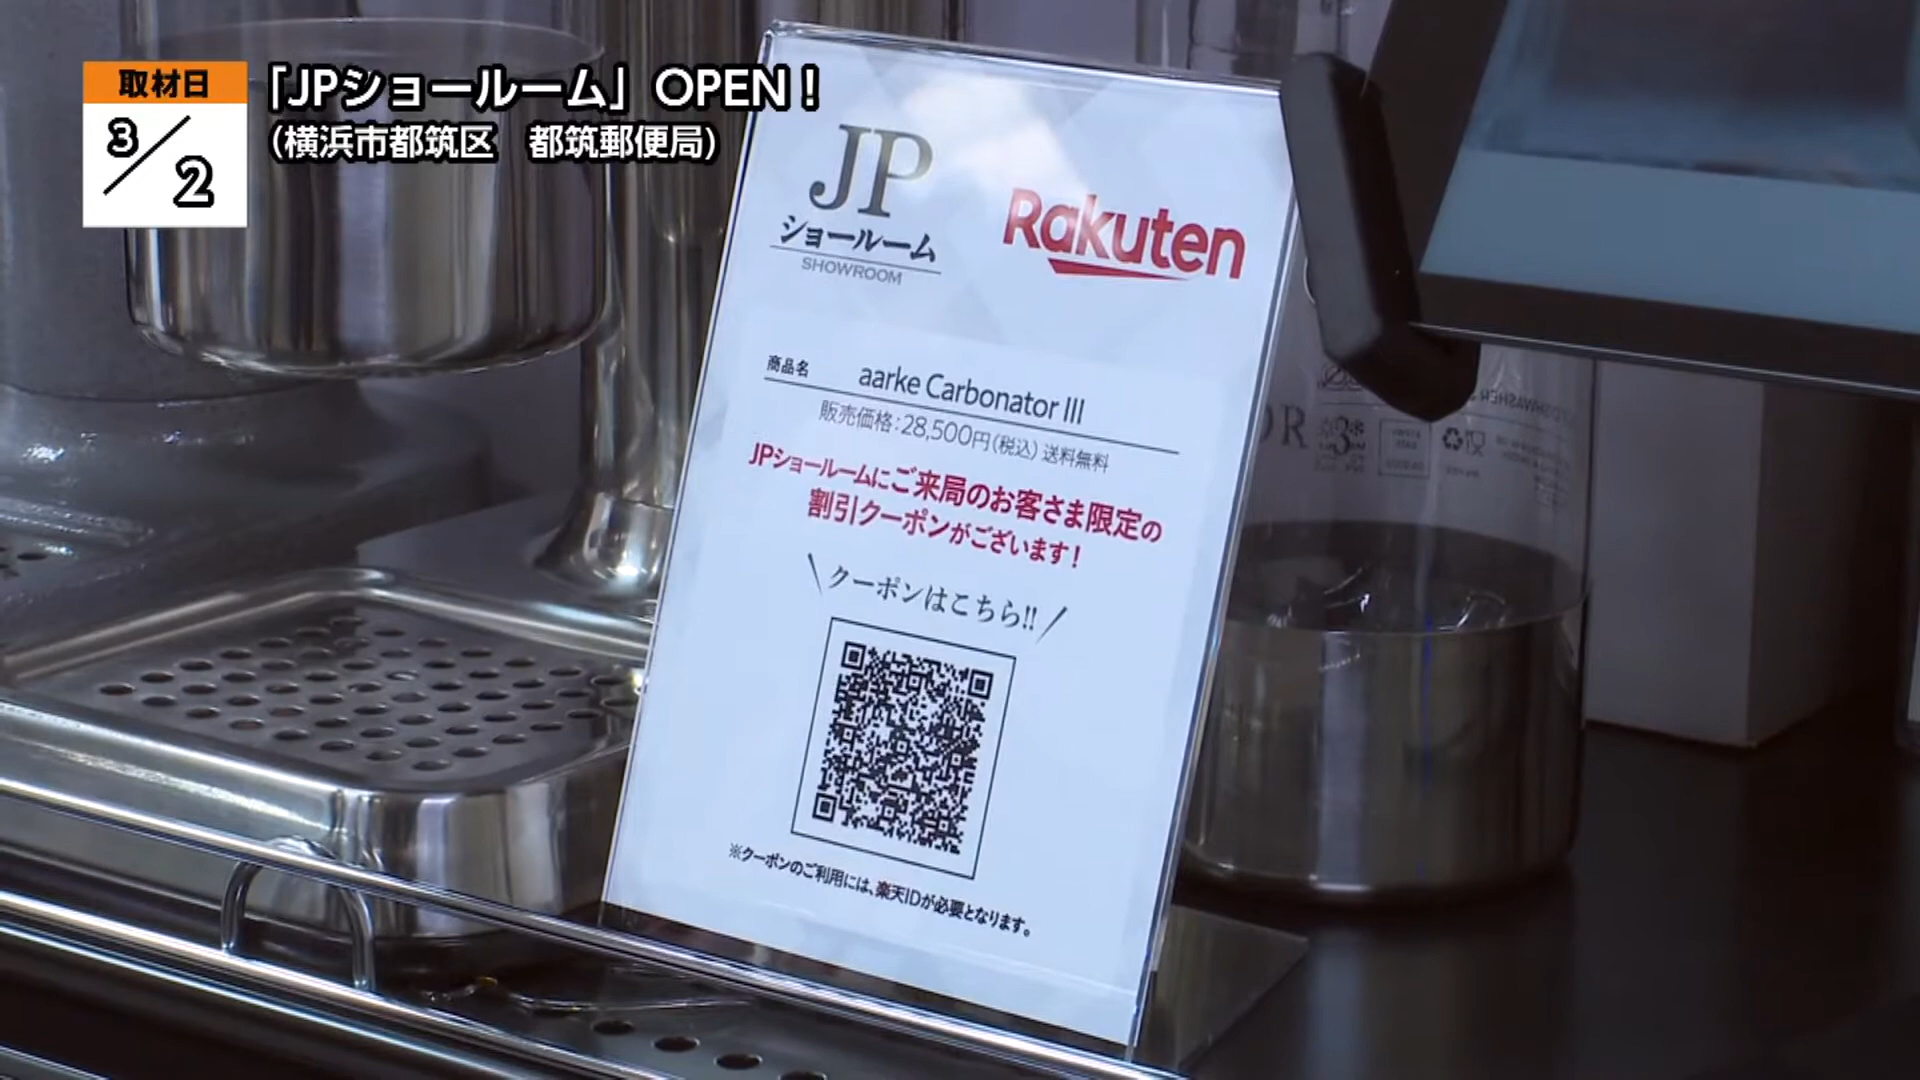 取材日
3/2
「JPショールーム」OPEN！
（横浜市都筑区　都筑郵便局）
JP
ショールーム
SHOWROOM
Rakuten
商品名 aarke Carbonator III
販売価格：28,500円（税込）送料無料
JPショールームにご来局のお客さま限定の
割引クーポンがございます！
＼クーポンはこちら!!／
※クーポンのご利用には、楽天IDが必要となります。